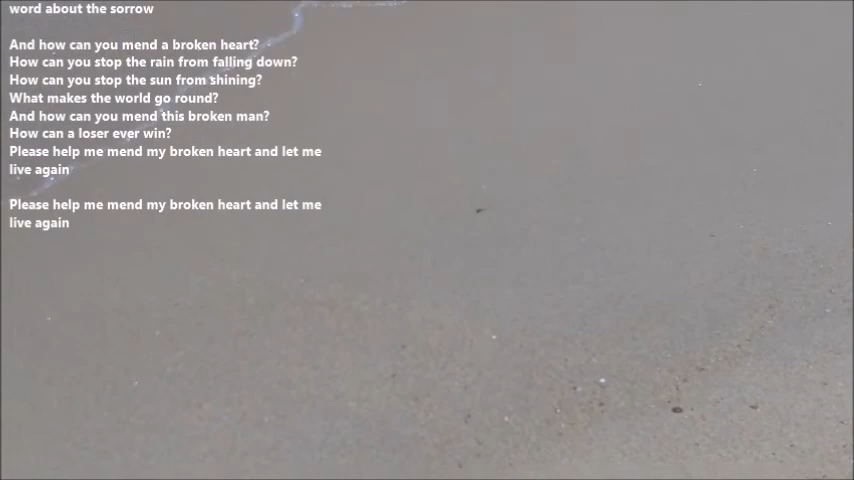 word about the sorrow
And how can you mend a broken heart?
How can you stop the rain from falling down?
How can you stop the sun from shining?
What makes the world go round?
And how can you mend this broken man?
How can a loser ever win?
Please help me mend my broken heart and let me
live again
Please help me mend my broken heart and let me
live again